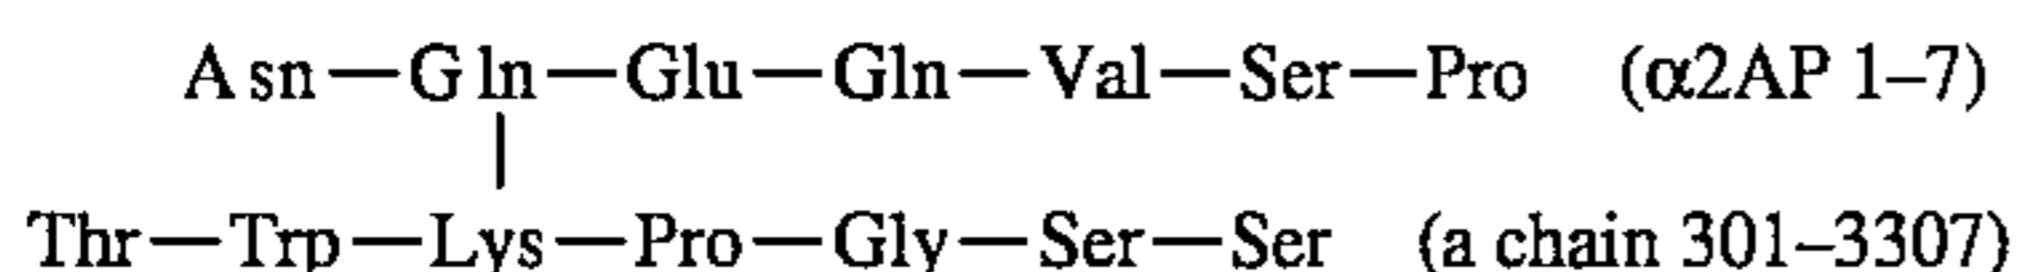 Asn—Gln—Glu—Gln—Val—Ser—Pro (α2AP 1–7)
Thr—Trp—Lys—Pro—Gly—Ser—Ser (a chain 301–3307)